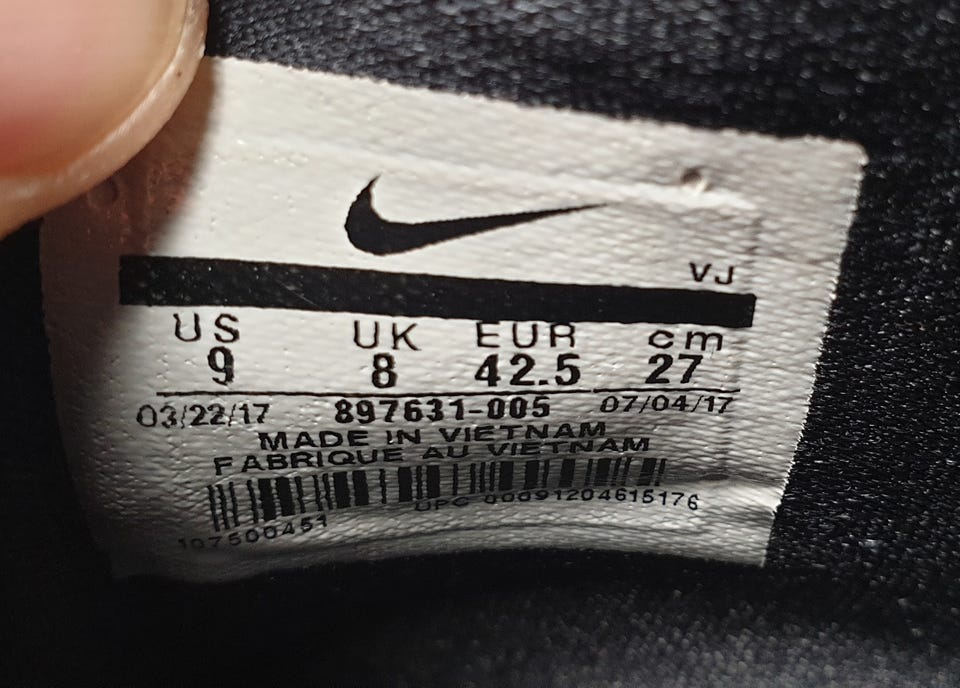 VJ
US UK EUR cm
9 8 42.5 27
03/22/17 897631-005 07/04/17
MADE IN VIETNAM
FABRIQUE AU VIETNAM
UPC 00091204615176
107500451